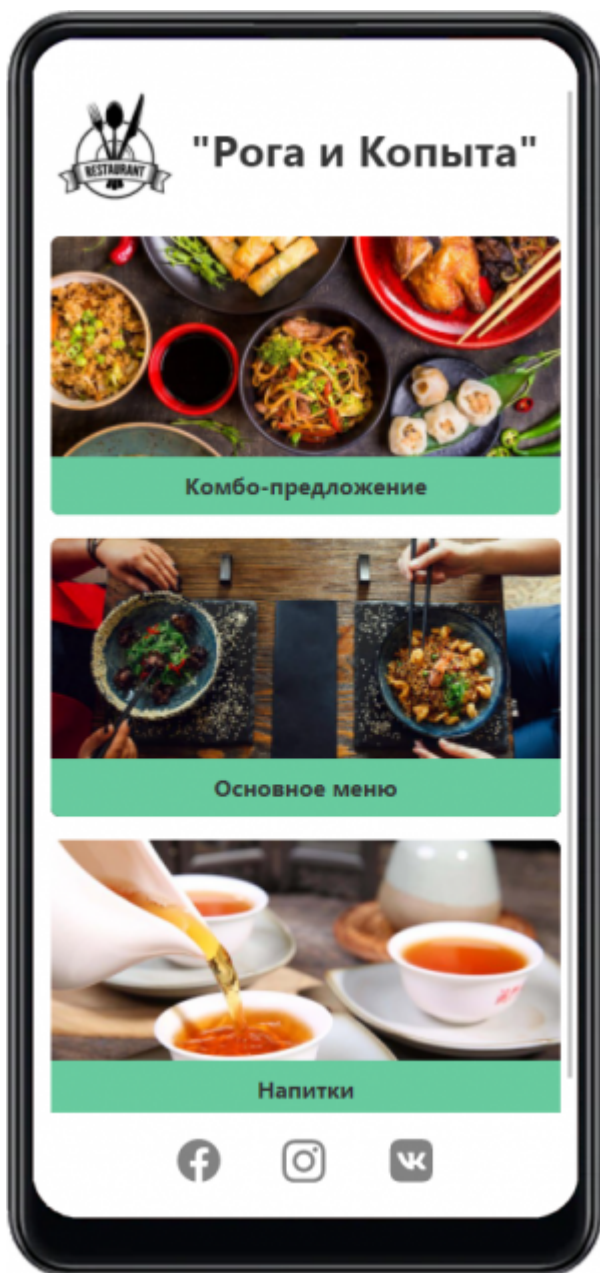 RESTAURANT
"Рога и Копыта"
Комбо-предложение
Основное меню
Напитки